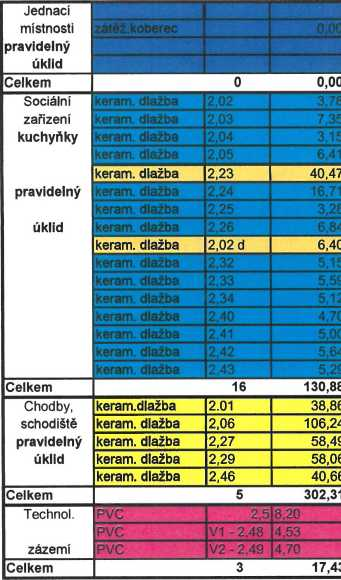 Jednací
místnosti zátěž.koberec 0,00
pravidelný
úklid
Celkem 0 0,00
Sociální keram. dlažba 2,02 3,78
zařízení keram. dlažba 2,03 7,35
kuchyňky keram. dlažba 2,04 3,15
keram. dlažba 2,05 6,41
keram. dlažba 2,23 40,47
pravidelný keram. dlažba 2,24 16,71
keram. dlažba 2,25 3,28
úklid keram. dlažba 2,26 6,84
keram. dlažba 2,02 d 6,40
keram. dlažba 2,32 5,15
keram. dlažba 2,33 5,59
keram. dlažba 2,34 5,12
keram. dlažba 2,40 4,70
keram. dlažba 2,41 5,00
keram. dlažba 2,42 5,64
keram. dlažba 2,43 5,29
Celkem 16 130,88
Chodby, keram.dlažba 2.01 38,86
schodiště keram. dlažba 2,06 106,24
pravidelný keram. dlažba 2,27 58,49
úklid keram. dlažba 2,29 58,06
keram. dlažba 2,46 40,66
Celkem 5 302,31
Technol. PVC 2,5 8,20
PVC V1 - 2,48 4,53
zázemí PVC V2 - 2,49 4,70
Celkem 3 17,43